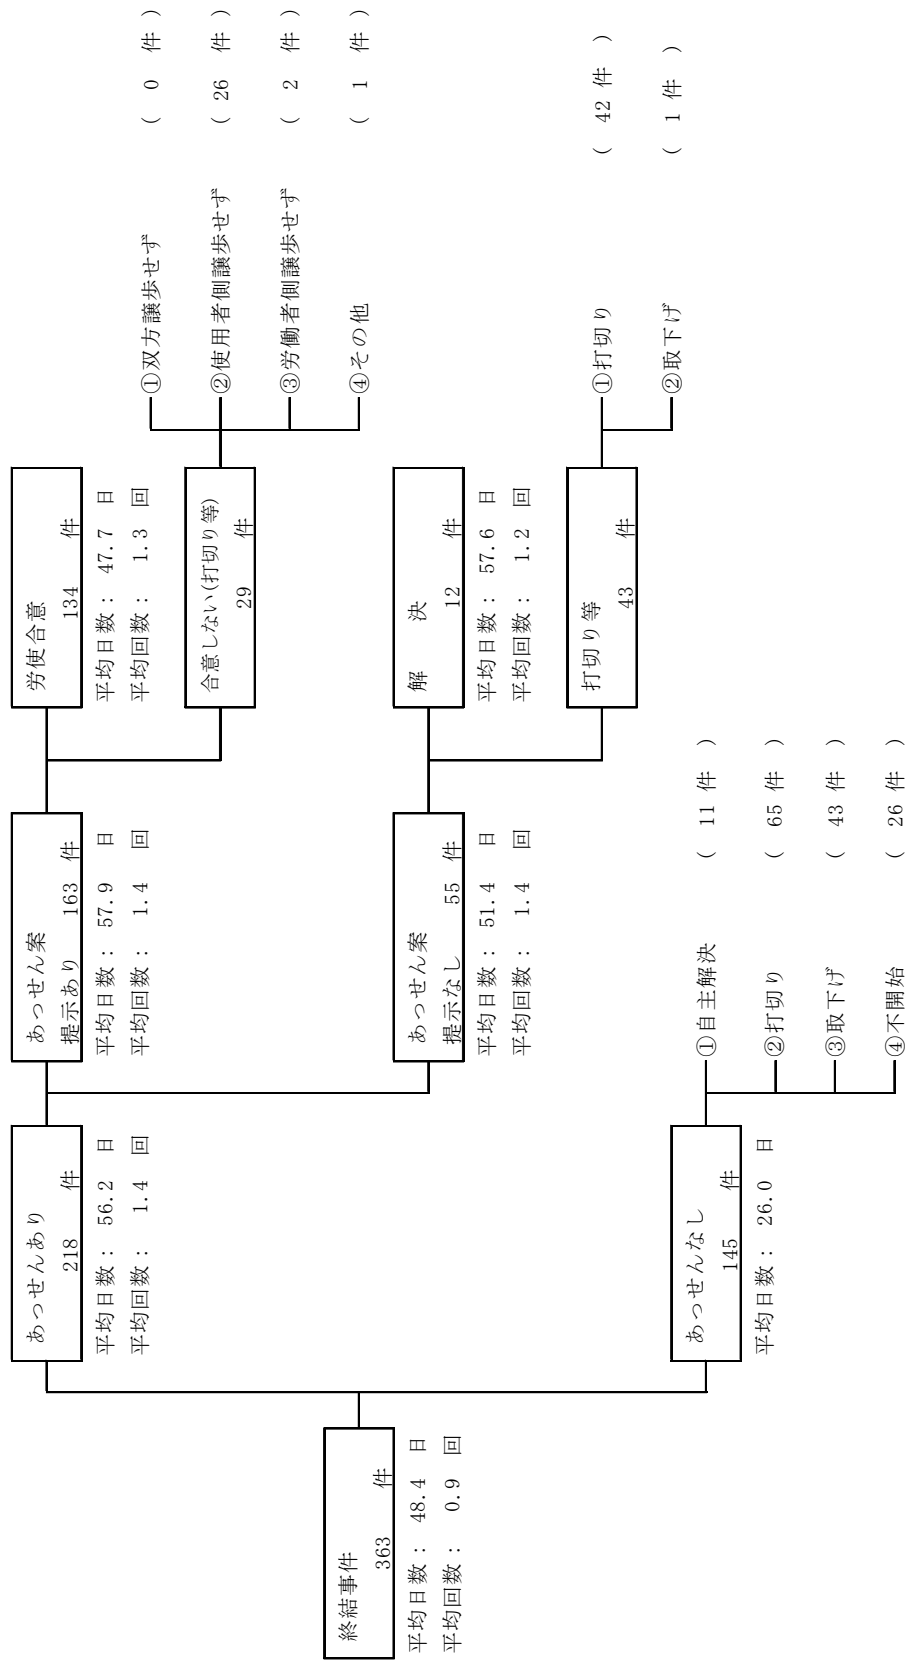 終結事件
363 件
平均日数： 48.4 日
平均回数： 0.9 回
あっせんあり
218 件
平均日数： 56.2 日
平均回数： 1.4 回
あっせん案
提示あり 163 件
平均日数： 57.9 日
平均回数： 1.4 回
労使合意
134 件
平均日数： 47.7 日
平均回数： 1.3 回
合意しない(打切り等)
29 件
①双方譲歩せず ( 0 件 )
②使用者側譲歩せず ( 26 件 )
③労働者側譲歩せず ( 2 件 )
④その他 ( 1 件 )
あっせん案
提示なし 55 件
平均日数： 51.4 日
平均回数： 1.4 回
解 決
12 件
平均日数： 57.6 日
平均回数： 1.2 回
打切り等
43 件
①打切り ( 42 件 )
②取下げ ( 1 件 )
あっせんなし
145 件
平均日数： 26.0 日
①自主解決 ( 11 件 )
②打切り ( 65 件 )
③取下げ ( 43 件 )
④不開始 ( 26 件 )